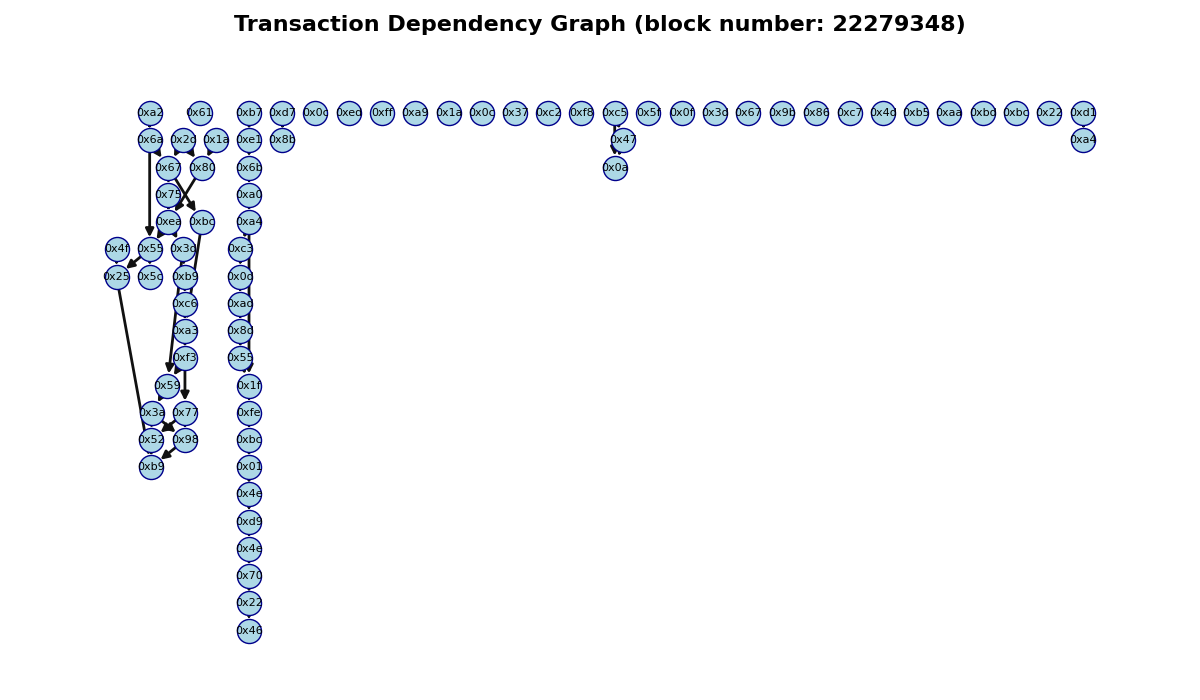 Transaction Dependency Graph (block number: 22279348)
0xa2 0x61 0xb7 0xd7 0x0c 0xed 0xff 0xa9 0x1a 0x0c 0x37 0xc2 0xf8 0xc5 0x5f 0x0f 0x3d 0x67 0x9b 0x86 0xc7 0x4d 0xb5 0xaa 0xbd 0xbc 0x22 0xd1
0x6a 0x2d 0x1a 0xe1 0x8b 0x47 0xa4
0x67 0x80 0x6b 0x0a
0x75 0xa0
0xea 0xbc 0xa4
0x4f 0x55 0x3d 0xc3
0x25 0x5c 0xb9 0x0d
0xc6 0xad
0xa3 0x8d
0xf3 0x55
0x59 0x1f
0x3a 0x77 0xfe
0x52 0x98 0xbc
0xb9 0x01
0x4e
0xd9
0x4e
0x70
0x22
0x46